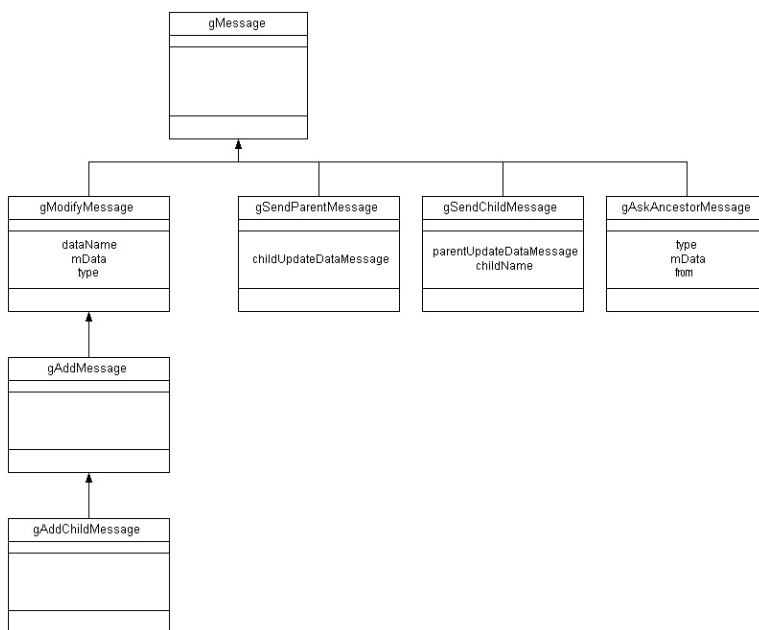 gMessage
gModifyMessage
dataName
mData
type
gSendParentMessage
childUpdateDataMessage
gSendChildMessage
parentUpdateDataMessage
childName
gAskAncestorMessage
type
mData
from
gAddMessage
gAddChildMessage